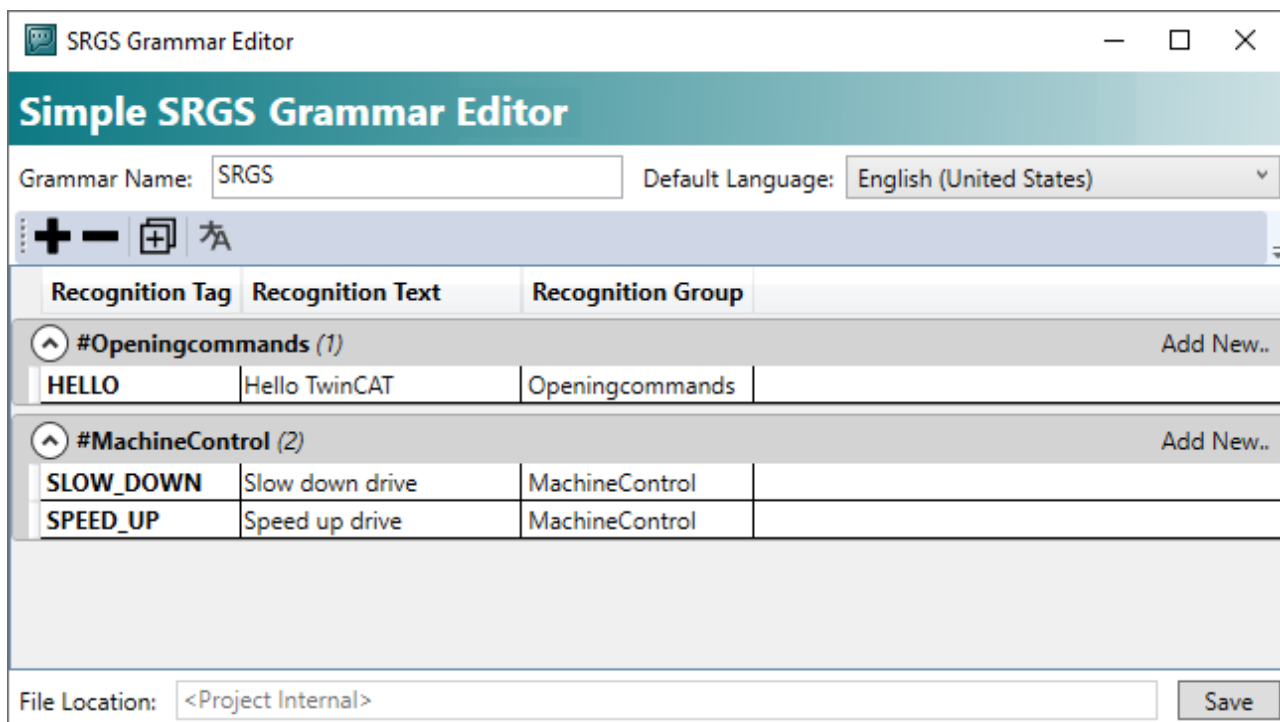 SRGS Grammar Editor
Simple SRGS Grammar Editor
Grammar Name: SRGS Default Language: English (United States)
Recognition Tag Recognition Text Recognition Group
#Openingcommands (1) Add New..
HELLO Hello TwinCAT Openingcommands
#MachineControl (2) Add New..
SLOW_DOWN Slow down drive MachineControl
SPEED_UP Speed up drive MachineControl
File Location: <Project Internal> Save